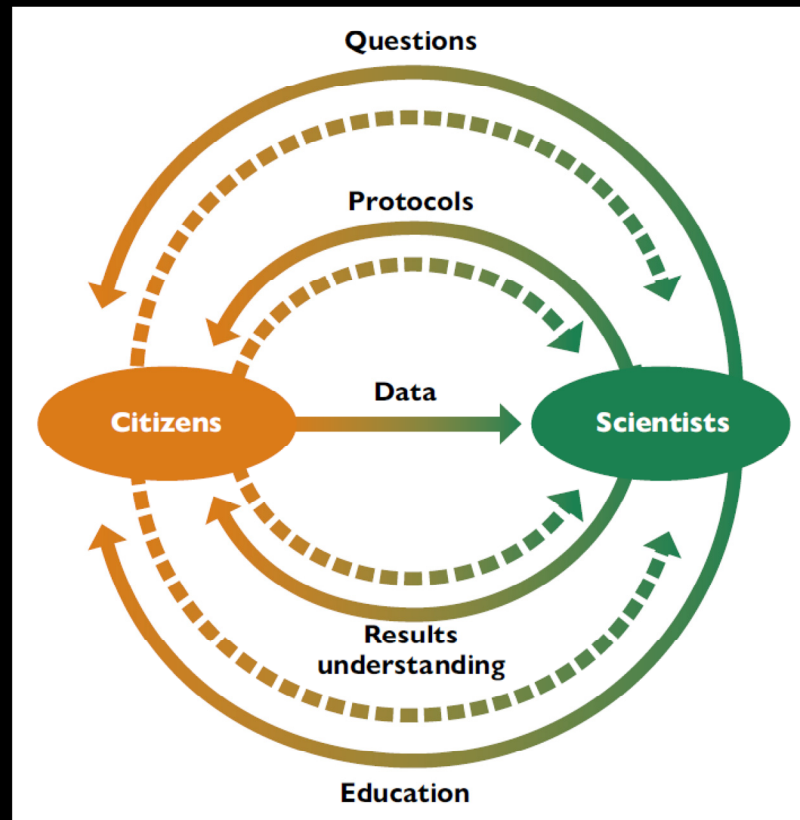 Questions
Protocols
Data
Citizens
Scientists
Results
understanding
Education